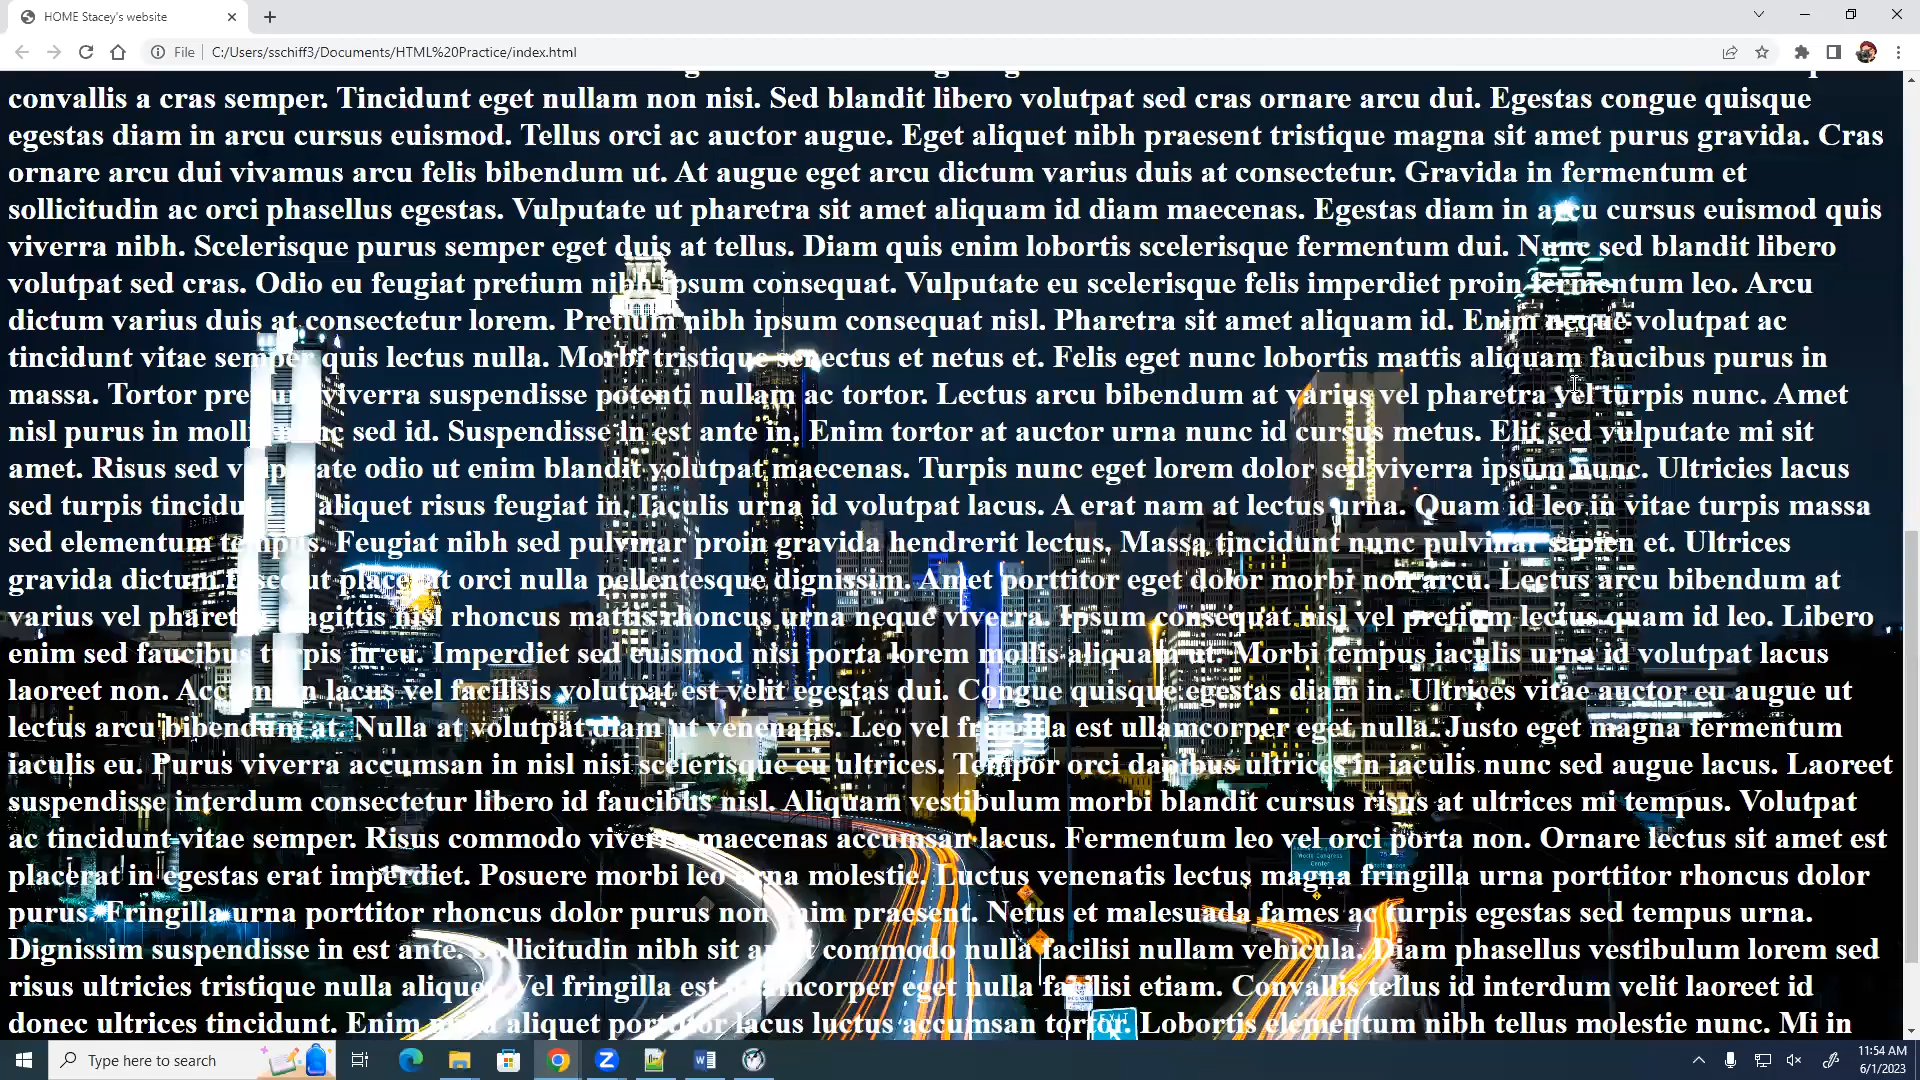 HOME Stacey's website
File
C:/Users/sschiff3/Documents/HTML%20Practice/index.html
convallis a cras semper. Tincidunt eget nullam non nisi. Sed blandit libero volutpat sed cras ornare arcu dui. Egestas congue quisque
egestas diam in arcu cursus euismod. Tellus orci ac auctor augue. Eget aliquet nibh praesent tristique magna sit amet purus gravida. Cras
ornare arcu dui vivamus arcu felis bibendum ut. At augue eget arcu dictum varius duis at consectetur. Gravida in fermentum et
sollicitudin ac orci phasellus egestas. Vulputate ut pharetra sit amet aliquam id diam maecenas. Egestas diam in arcu cursus euismod quis
viverra nibh. Scelerisque purus semper eget duis at tellus. Diam quis enim lobortis scelerisque fermentum dui. Nunc sed blandit libero
volutpat sed cras. Odio eu feugiat pretium nibh ipsum consequat. Vulputate eu scelerisque felis imperdiet proin fermentum leo. Arcu
dictum varius duis at consectetur lorem. Pretium nibh ipsum consequat nisl. Pharetra sit amet aliquam id. Enim neque volutpat ac
tincidunt vitae semper quis lectus nulla. Morbi tristique senectus et netus et. Felis eget nunc lobortis mattis aliquam faucibus purus in
massa. Tortor pretium viverra suspendisse potenti nullam ac tortor. Lectus arcu bibendum at varius vel pharetra vel turpis nunc. Amet
nisl purus in mollis nunc sed id. Suspendisse in est ante in. Enim tortor at auctor urna nunc id cursus metus. Elit sed vulputate mi sit
amet. Risus sed vulputate odio ut enim blandit volutpat maecenas. Turpis nunc eget lorem dolor sed viverra ipsum nunc. Ultricies lacus
sed turpis tincidunt aliquet risus feugiat in. Iaculis urna id volutpat lacus. A erat nam at lectus urna. Quam id leo in vitae turpis massa
sed elementum tempus. Feugiat nibh sed pulvinar proin gravida hendrerit lectus. Massa tincidunt nunc pulvinar sapien et. Ultrices
gravida dictum fusce ut placerat orci nulla pellentesque dignissim. Amet porttitor eget dolor morbi non arcu. Lectus arcu bibendum at
varius vel pharetra. Sagittis nisl rhoncus mattis rhoncus urna neque viverra. Ipsum consequat nisl vel pretium lectus quam id leo. Libero
enim sed faucibus turpis in eu. Imperdiet sed euismod nisi porta lorem mollis aliquam ut. Morbi tempus iaculis urna id volutpat lacus
laoreet non. Accumsan lacus vel facilisis volutpat est velit egestas dui. Congue quisque egestas diam in. Ultrices vitae auctor eu augue ut
lectus arcu bibendum at. Nulla at volutpat diam ut venenatis. Leo vel fringilla est ullamcorper eget nulla. Justo eget magna fermentum
iaculis eu. Purus viverra accumsan in nisl nisi scelerisque eu ultrices. Tempor orci dapibus ultrices in iaculis nunc sed augue lacus. Laoreet
suspendisse interdum consectetur libero id faucibus nisl. Aliquam vestibulum morbi blandit cursus risus at ultrices mi tempus. Volutpat
ac tincidunt vitae semper. Risus commodo viverra maecenas accumsan lacus. Fermentum leo vel orci porta non. Ornare lectus sit amet est
placerat in egestas erat imperdiet. Posuere morbi leo urna molestie. Luctus venenatis lectus magna fringilla urna porttitor rhoncus dolor
purus. Fringilla urna porttitor rhoncus dolor purus non enim praesent. Netus et malesuada fames ac turpis egestas sed tempus urna.
Dignissim suspendisse in est ante. Sollicitudin nibh sit amet commodo nulla facilisi nullam vehicula. Diam phasellus vestibulum lorem sed
risus ultricies tristique nulla aliquet. Vel fringilla est ullamcorper eget nulla facilisi etiam. Convallis tellus id interdum velit laoreet id
donec ultrices tincidunt. Enim nulla aliquet porttitor lacus luctus accumsan tortor. Lobortis elementum nibh tellus molestie nunc. Mi in
World Congress
Center
Type here to search
11:54 AM
6/1/2023